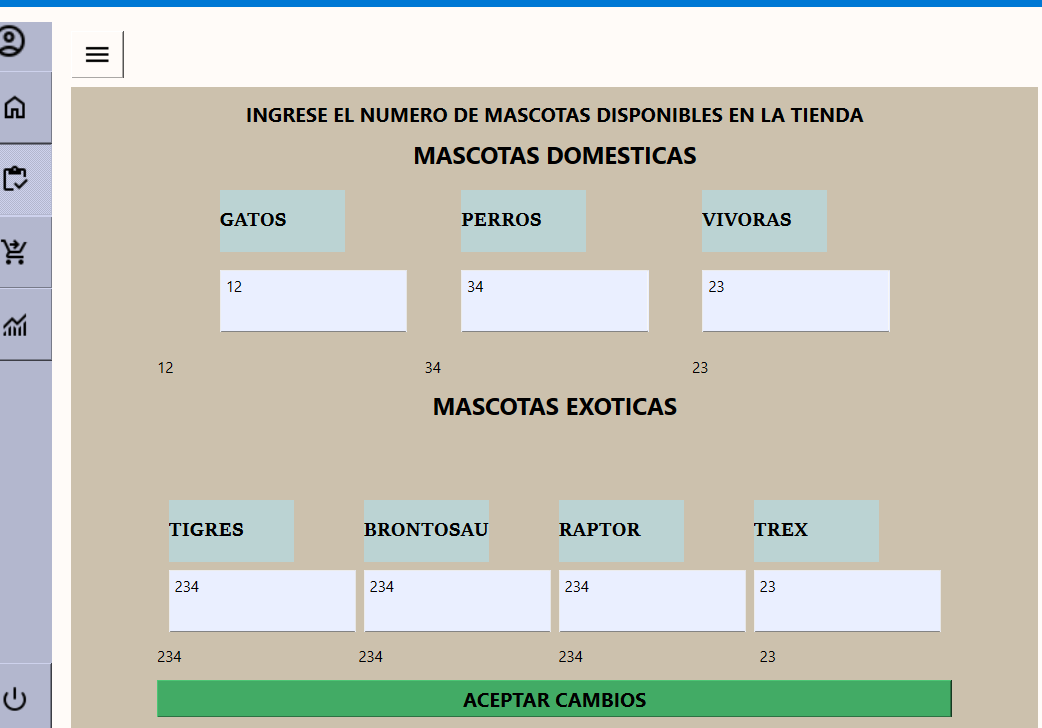 INGRESE EL NUMERO DE MASCOTAS DISPONIBLES EN LA TIENDA
MASCOTAS DOMESTICAS
GATOS PERROS VIVORAS
12 34 23
12 34 23
MASCOTAS EXOTICAS
TIGRES BRONTOSAU RAPTOR TREX
234 234 234 23
234 234 234 23
ACEPTAR CAMBIOS